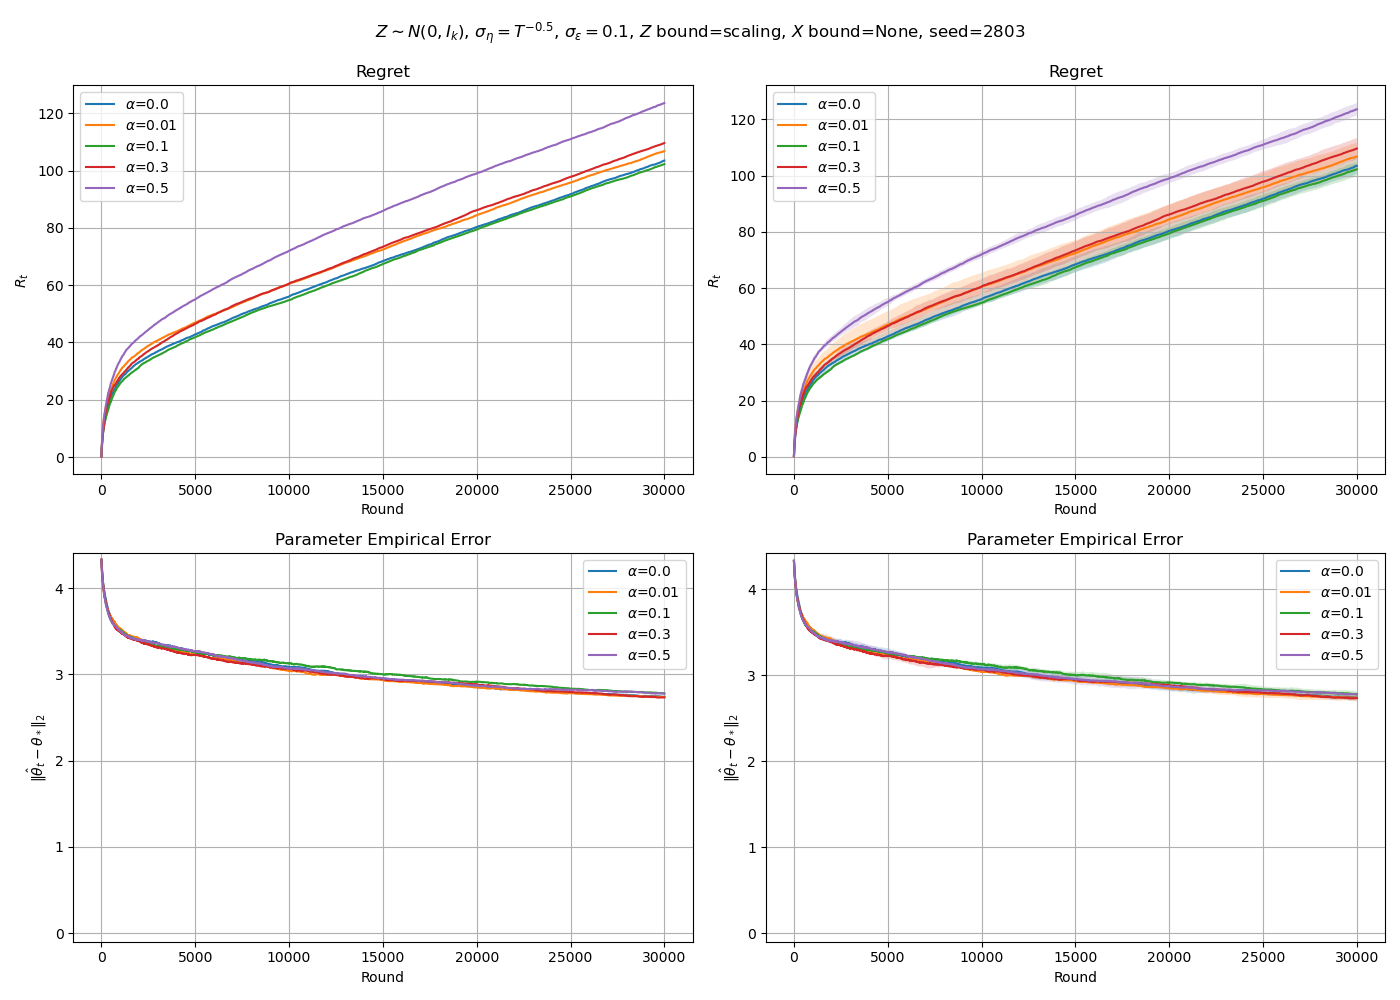 Z ~ N(0, I_k), σ_η = T^{-0.5}, σ_ε = 0.1, Z bound=scaling, X bound=None, seed=2803
Regret
α=0.0
α=0.01
α=0.1
α=0.3
α=0.5
120
100
80
60
40
20
0
R_t
0 5000 10000 15000 20000 25000 30000
Round
Regret
α=0.0
α=0.01
α=0.1
α=0.3
α=0.5
120
100
80
60
40
20
0
R_t
0 5000 10000 15000 20000 25000 30000
Round
Parameter Empirical Error
α=0.0
α=0.01
α=0.1
α=0.3
α=0.5
4
3
2
1
0
‖θ̂_t − θ_*‖_2
0 5000 10000 15000 20000 25000 30000
Round
Parameter Empirical Error
α=0.0
α=0.01
α=0.1
α=0.3
α=0.5
4
3
2
1
0
‖θ̂_t − θ_*‖_2
0 5000 10000 15000 20000 25000 30000
Round